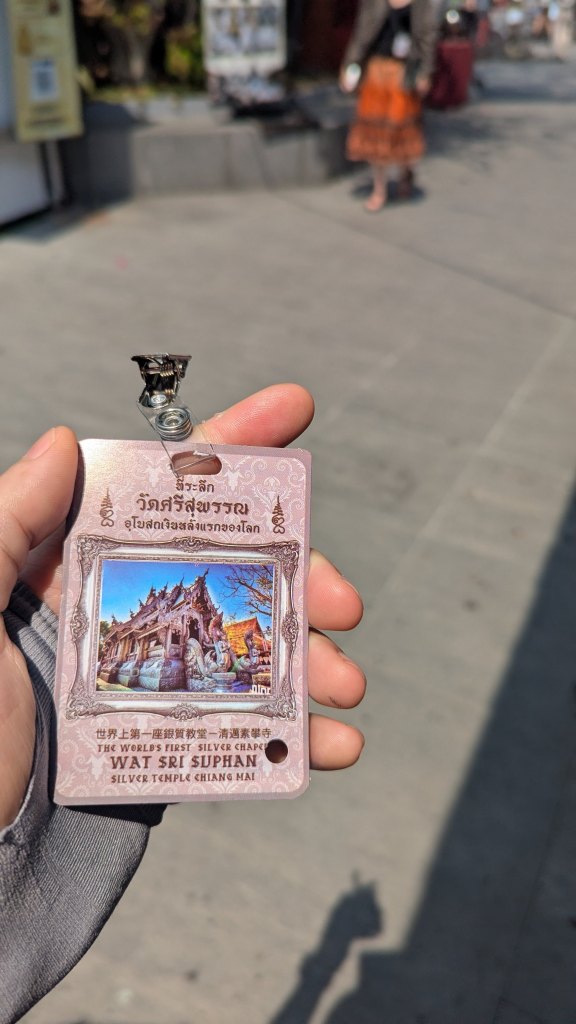 ที่ระลึก
วัดศรีสุพรรณ
อุโบสถเงินหลังแรกของโลก
世界上第一座銀質教堂－清邁素攀寺
THE WORLD'S FIRST SILVER CHAPEL
WAT SRI SUPHAN
SILVER TEMPLE CHIANG MAI